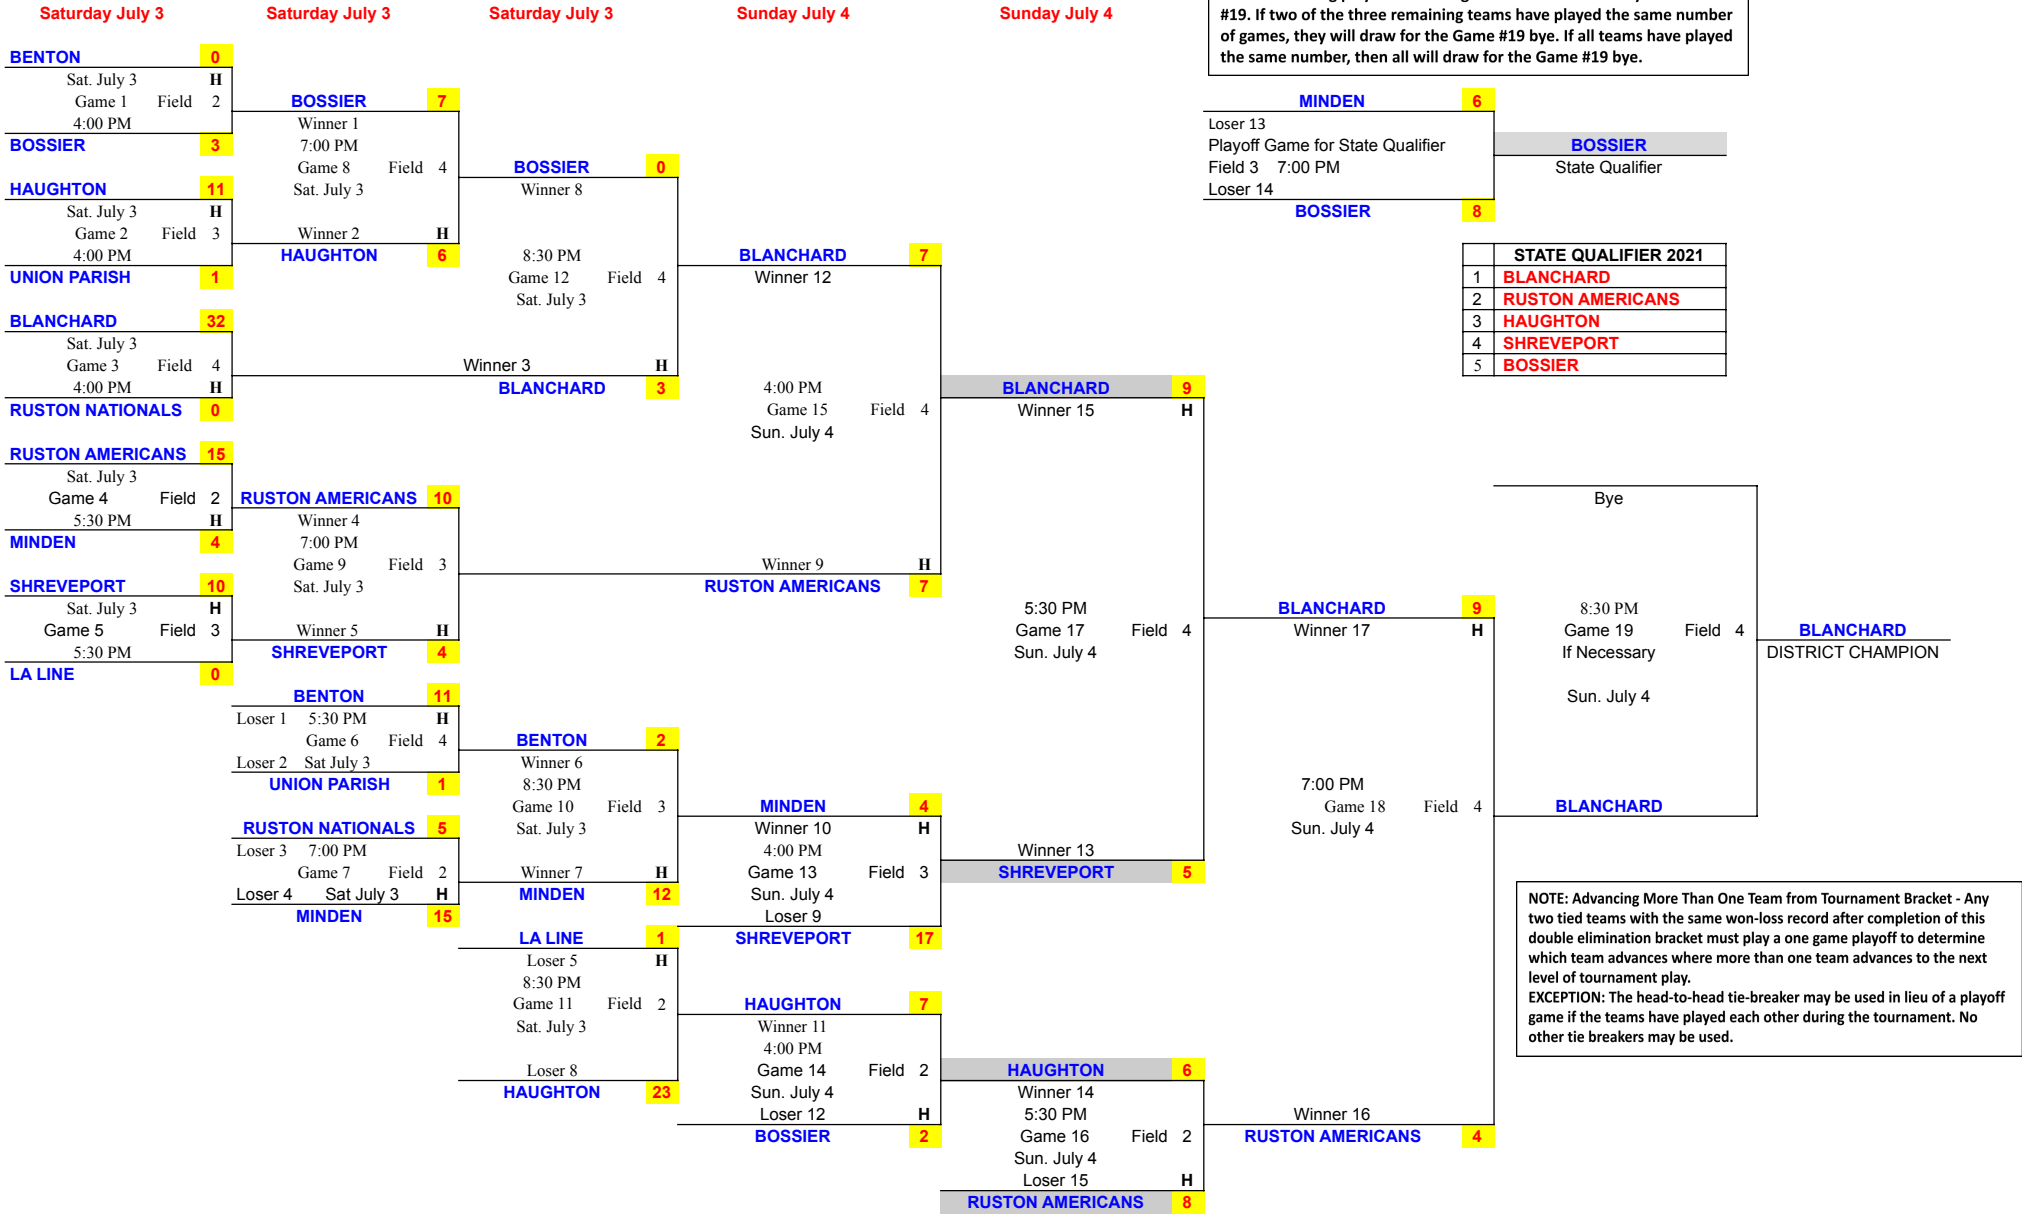 Saturday July 3
Saturday July 3
Saturday July 3
Sunday July 4
Sunday July 4
#19. If two of the three remaining teams have played the same number
of games, they will draw for the Game #19 bye. If all teams have played
the same number, then all will draw for the Game #19 bye.
BENTON 0
Sat. July 3 H
Game 1 Field 2
4:00 PM
BOSSIER 3
HAUGHTON 11
Sat. July 3 H
Game 2 Field 3
4:00 PM
UNION PARISH 1
BLANCHARD 32
Sat. July 3
Game 3 Field 4
4:00 PM H
RUSTON NATIONALS 0
RUSTON AMERICANS 15
Sat. July 3
Game 4 Field 2
5:30 PM H
MINDEN 4
SHREVEPORT 10
Sat. July 3 H
Game 5 Field 3
5:30 PM
LA LINE 0
BOSSIER 7
Winner 1
7:00 PM
Game 8 Field 4
Sat. July 3
Winner 2 H
HAUGHTON 6
RUSTON AMERICANS 10
Winner 4
7:00 PM
Game 9 Field 3
Sat. July 3
Winner 5 H
SHREVEPORT 4
BENTON 11
Loser 1 5:30 PM H
Game 6 Field 4
Loser 2 Sat July 3
UNION PARISH 1
RUSTON NATIONALS 5
Loser 3 7:00 PM
Game 7 Field 2
Loser 4 Sat July 3 H
MINDEN 15
BOSSIER 0
Winner 8
8:30 PM
Game 12 Field 4
Sat. July 3
Winner 3 H
BLANCHARD 3
BENTON 2
Winner 6
8:30 PM
Game 10 Field 3
Sat. July 3
Winner 7 H
MINDEN 12
LA LINE 1
Loser 5 H
8:30 PM
Game 11 Field 2
Sat. July 3
Loser 8
HAUGHTON 23
BLANCHARD 7
Winner 12
4:00 PM
Game 15 Field 4
Sun. July 4
Winner 9 H
RUSTON AMERICANS 7
MINDEN 4
Winner 10 H
4:00 PM
Game 13 Field 3
Sun. July 4
Loser 9
SHREVEPORT 17
HAUGHTON 7
Winner 11
4:00 PM
Game 14 Field 2
Sun. July 4
Loser 12 H
BOSSIER 2
BLANCHARD 9
Winner 15 H
5:30 PM
Game 17 Field 4
Sun. July 4
Winner 13
SHREVEPORT 5
HAUGHTON 6
Winner 14
5:30 PM
Game 16 Field 2
Sun. July 4
Loser 15 H
RUSTON AMERICANS 8
MINDEN 6
Loser 13
Playoff Game for State Qualifier
Field 3 7:00 PM
Loser 14
BOSSIER 8
BOSSIER
State Qualifier
STATE QUALIFIER 2021
1 BLANCHARD
2 RUSTON AMERICANS
3 HAUGHTON
4 SHREVEPORT
5 BOSSIER
BLANCHARD 9
Winner 17 H
7:00 PM
Game 18 Field 4
Sun. July 4
Winner 16
RUSTON AMERICANS 4
Bye
8:30 PM
Game 19 Field 4
If Necessary
Sun. July 4
BLANCHARD
BLANCHARD
DISTRICT CHAMPION
NOTE: Advancing More Than One Team from Tournament Bracket - Any
two tied teams with the same won-loss record after completion of this
double elimination bracket must play a one game playoff to determine
which team advances where more than one team advances to the next
level of tournament play.
EXCEPTION: The head-to-head tie-breaker may be used in lieu of a playoff
game if the teams have played each other during the tournament. No
other tie breakers may be used.